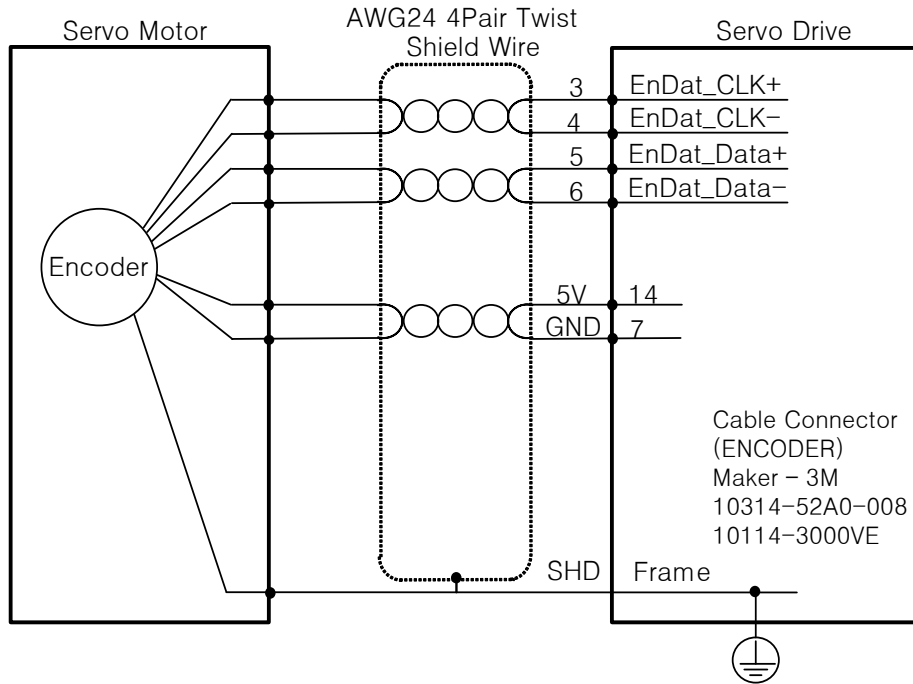 AWG24 4Pair Twist
Shield Wire
Servo Motor
Servo Drive
3
EnDat_CLK+
4
EnDat_CLK−
5
EnDat_Data+
6
EnDat_Data−
Encoder
5V
14
GND
7
Cable Connector
(ENCODER)
Maker − 3M
10314−52A0−008
10114−3000VE
SHD
Frame